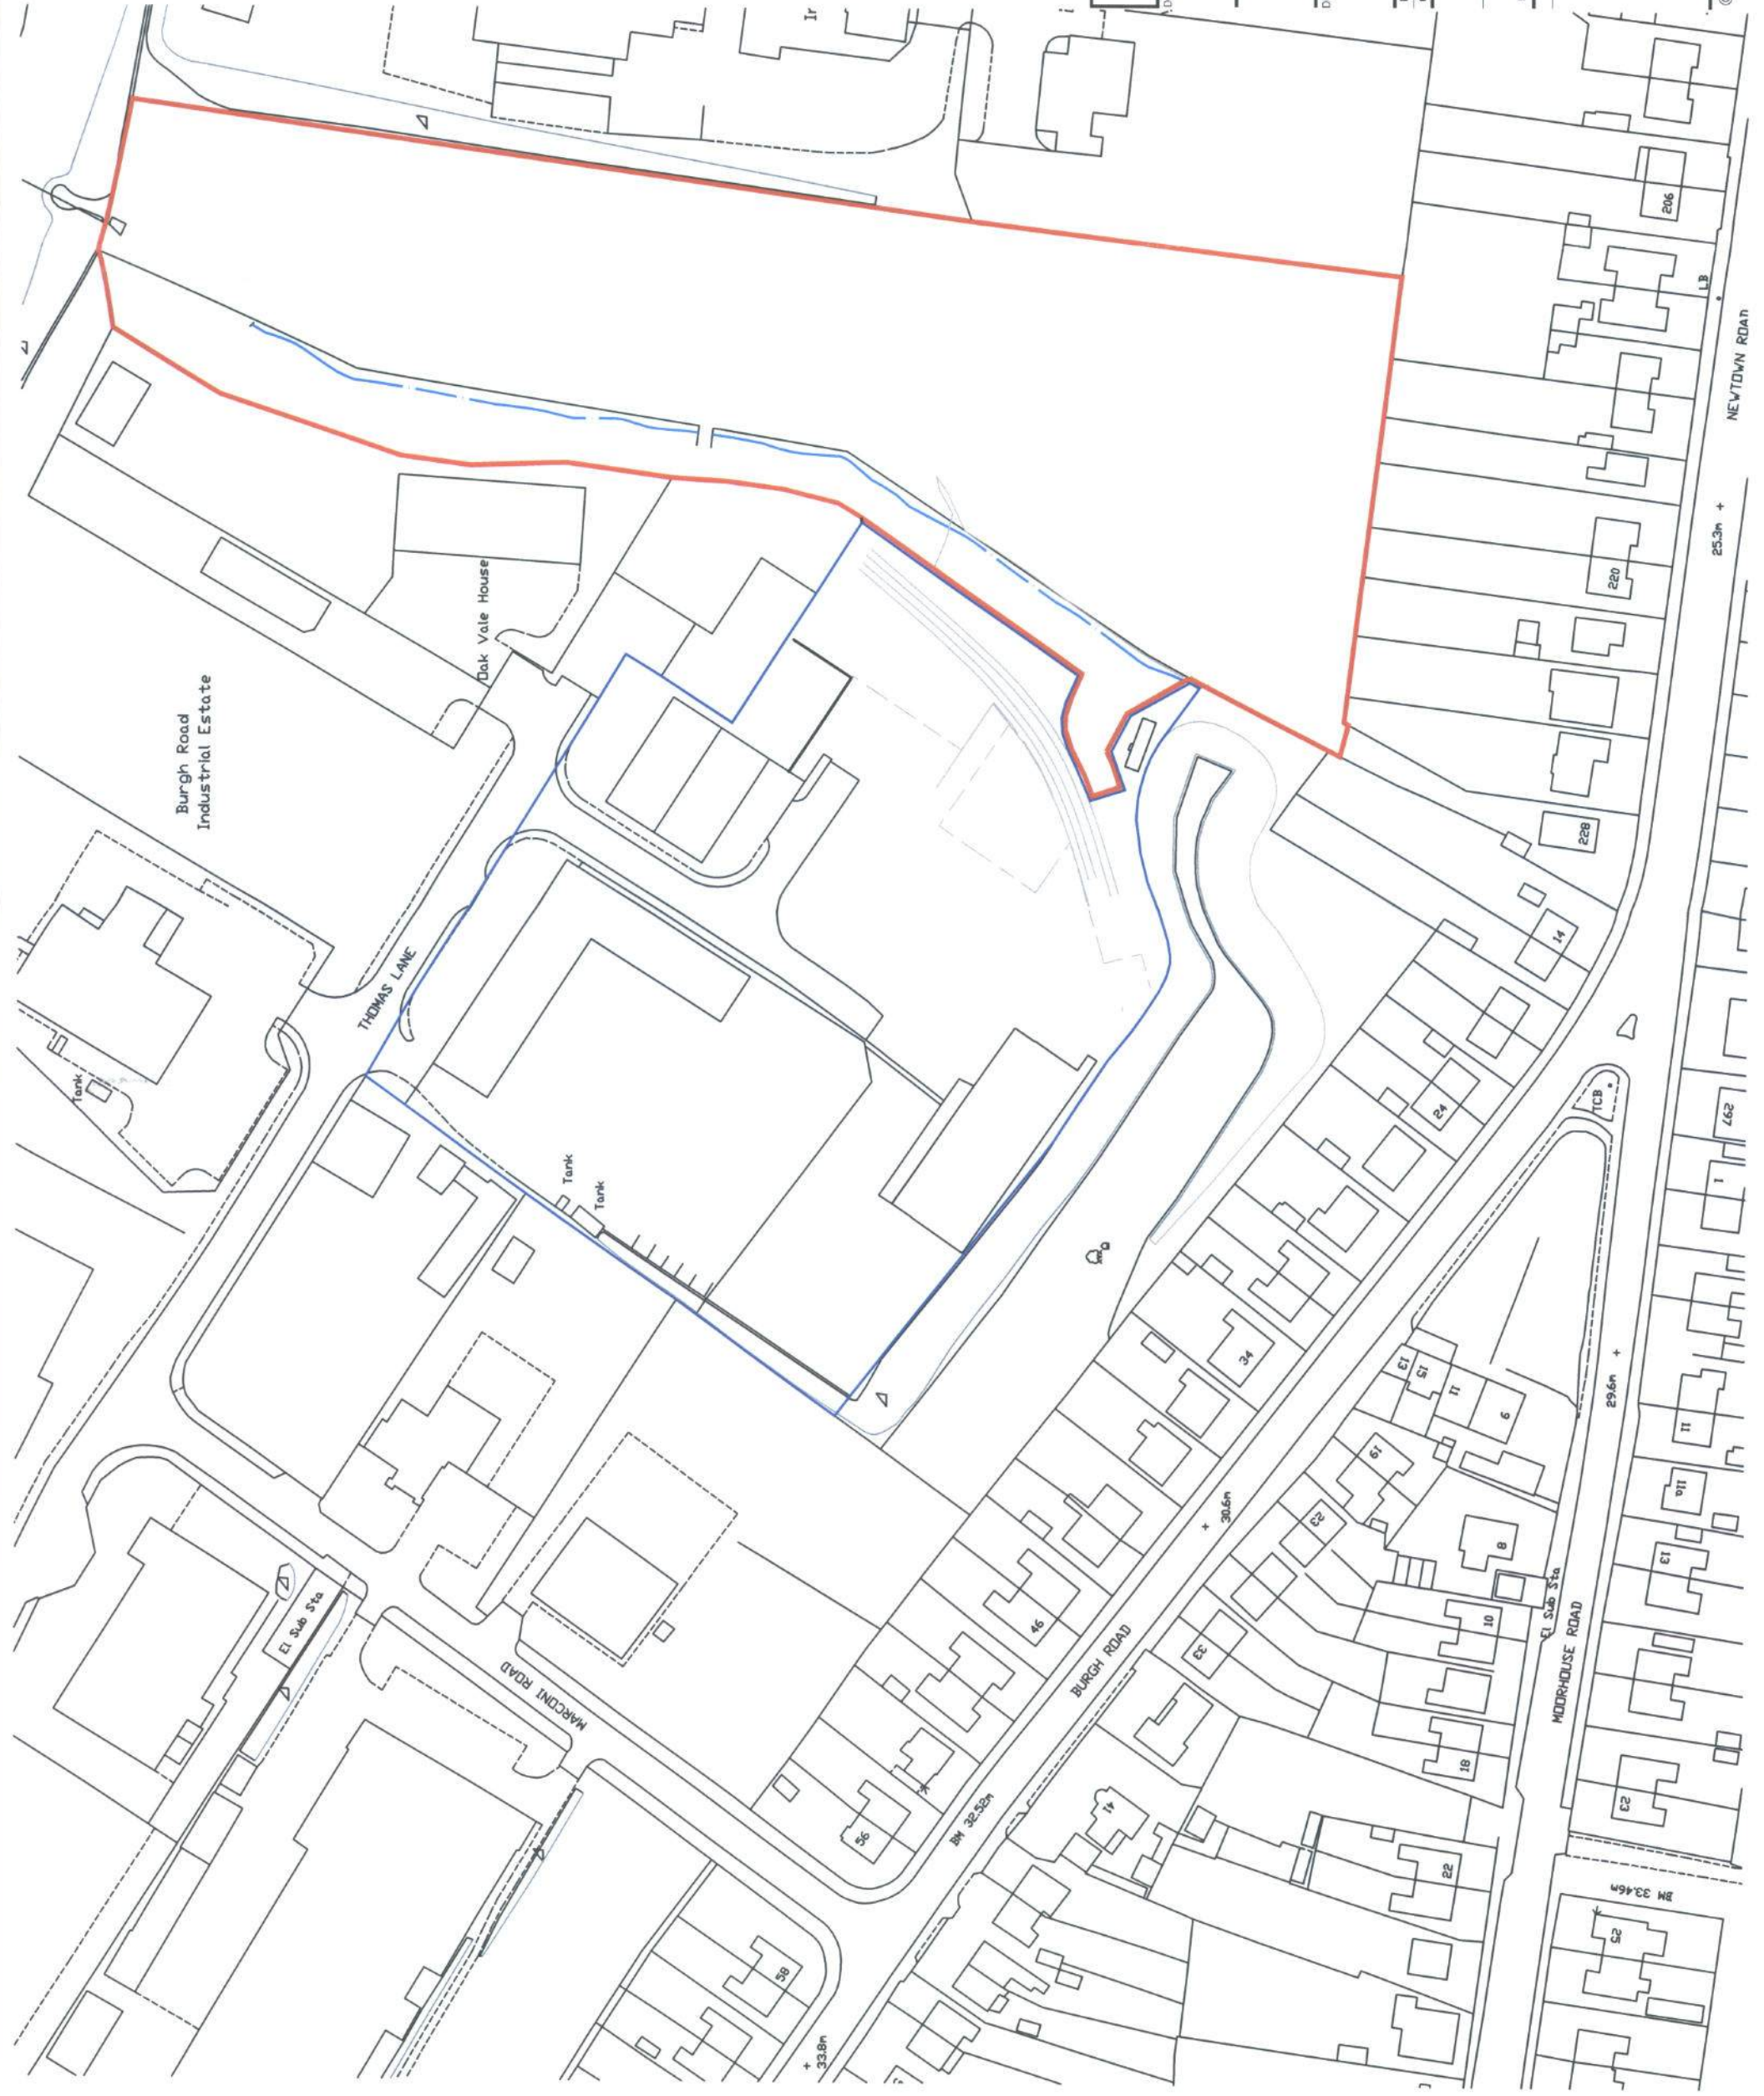 Burgh Road
Industrial Estate
Oak Vale House
THOMAS LANE
Tank
Tank
Tank
El Sub Sta
MARCONI ROAD
BURGH ROAD
MOORHOUSE ROAD
NEWTOWN ROAD
El Sub Sta
TCB
LB
206
220
228
14
24
34
46
56
58
25.3m
29.6m
30.6m
33.8m
BM 32.52m
BM 33.46m
297
1
11
11a
13
23
25
13
15
11
9
19
23
33
41
8
10
18
22